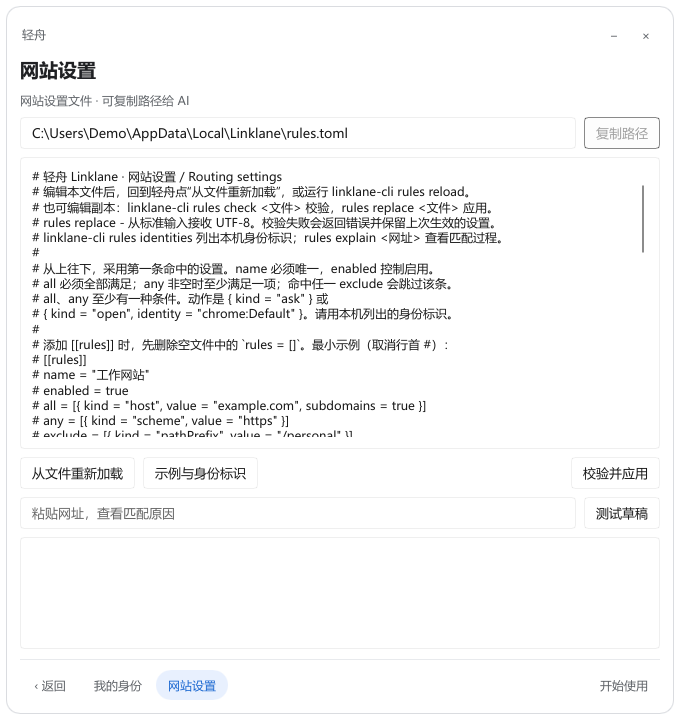 轻舟
网站设置
网站设置文件 · 可复制路径给 AI
C:\Users\Demo\AppData\Local\Linklane\rules.toml
复制路径
# 轻舟 Linklane · 网站设置 / Routing settings
# 编辑本文件后，回到轻舟点“从文件重新加载”，或运行 linklane-cli rules reload。
# 也可编辑副本：linklane-cli rules check <文件> 校验，rules replace <文件> 应用。
# rules replace - 从标准输入接收 UTF-8。校验失败会返回错误并保留上次生效的设置。
# linklane-cli rules identities 列出本机身份标识；rules explain <网址> 查看匹配过程。
#
# 从上往下，采用第一条命中的设置。name 必须唯一，enabled 控制启用。
# all 必须全部满足；any 非空时至少满足一项；命中任一 exclude 会跳过该条。
# all、any 至少有一种条件。动作是 { kind = "ask" } 或
# { kind = "open", identity = "chrome:Default" }。请用本机列出的身份标识。
#
# 添加 [[rules]] 时，先删除空文件中的 `rules = []`。最小示例（取消行首 #）：
# [[rules]]
# name = "工作网站"
# enabled = true
# all = [{ kind = "host", value = "example.com", subdomains = true }]
# any = [{ kind = "scheme", value = "https" }]
# exclude = [{ kind = "pathPrefix", value = "/personal" }]
从文件重新加载
示例与身份标识
校验并应用
粘贴网址，查看匹配原因
测试草稿
‹ 返回
我的身份
网站设置
开始使用